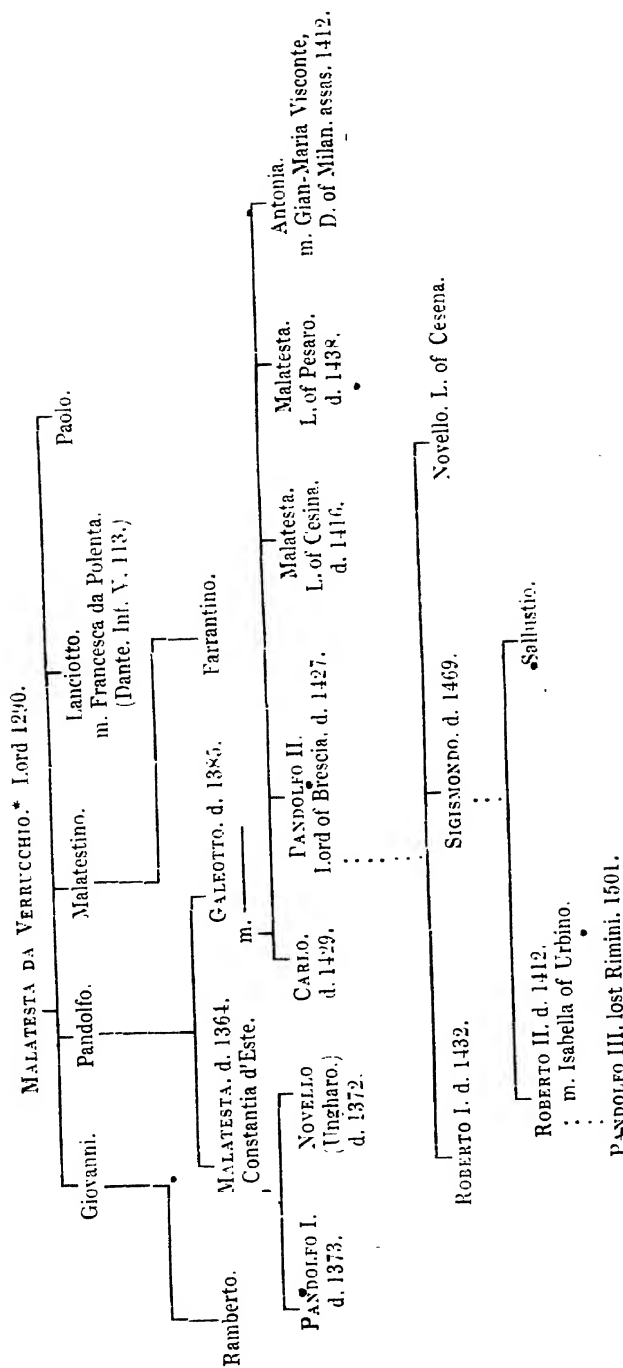 MALATESTA DA VERRUCCHIO.* Lord 1290.
Giovanni.
Pandolfo.
Malatestino.
Lanciotto.
m. Francesca da Polenta.
(Dante. Inf. V. 113.)
Paolo.
Ramberto.
MALATESTA. d. 1364.
Constantia d'Este.
GALEOTTO. d. 1385.
m.
Farrantino.
PANDOLFO I.
d. 1373.
NOVELLO
(Ungharo.)
d. 1372.
CARLO.
d. 1429.
PANDOLFO II.
Lord of Brescia. d. 1427.
Malatesta.
L. of Cesina.
d. 1416.
Malatesta.
L. of Pesaro.
d. 1438.
Antonia.
m. Gian-Maria Visconte,
D. of Milan. assas. 1412.
ROBERTO I. d. 1432.
SIGISMONDO. d. 1469.
Novello. L. of Cesena.
ROBERTO II. d. 1412.
m. Isabella of Urbino.
Sallustio.
PANDOLFO III. lost Rimini. 1501.